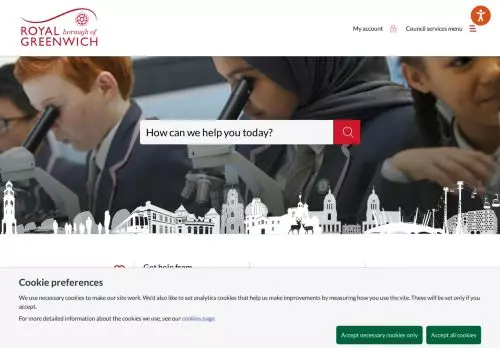 ROYAL borough of
GREENWICH
My account
Council services menu
How can we help you today?
Get help from
Cookie preferences
We use necessary cookies to make our site work. We'd also like to set analytics cookies that help us make improvements by measuring how you use the site. These will be set only if you
accept.
For more detailed information about the cookies we use, see our cookies page.
Accept necessary cookies only
Accept all cookies